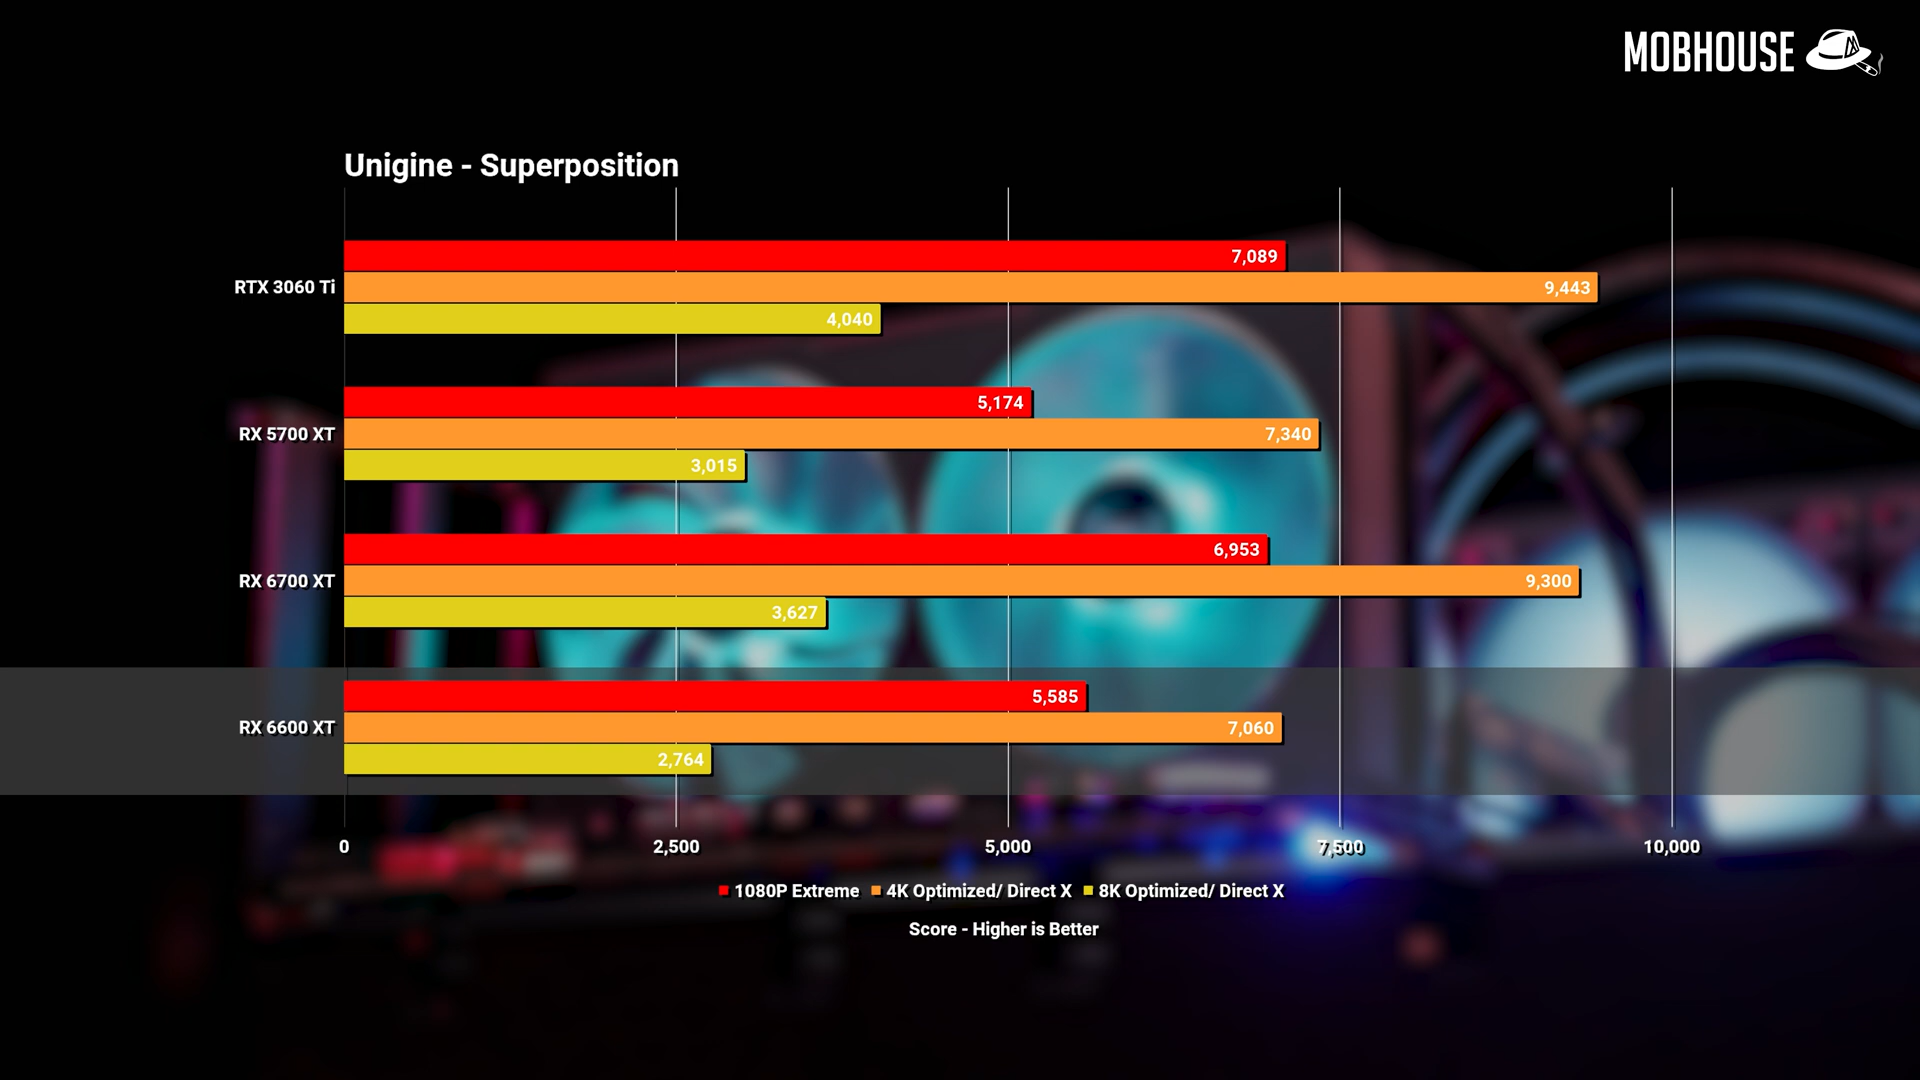 MOBHOUSE
Unigine - Superposition
RTX 3060 Ti
7,089
9,443
4,040
RX 5700 XT
5,174
7,340
3,015
RX 6700 XT
6,953
9,300
3,627
RX 6600 XT
5,585
7,060
2,764
0 2,500 5,000 7,500 10,000
1080P Extreme 4K Optimized/ Direct X 8K Optimized/ Direct X
Score - Higher is Better